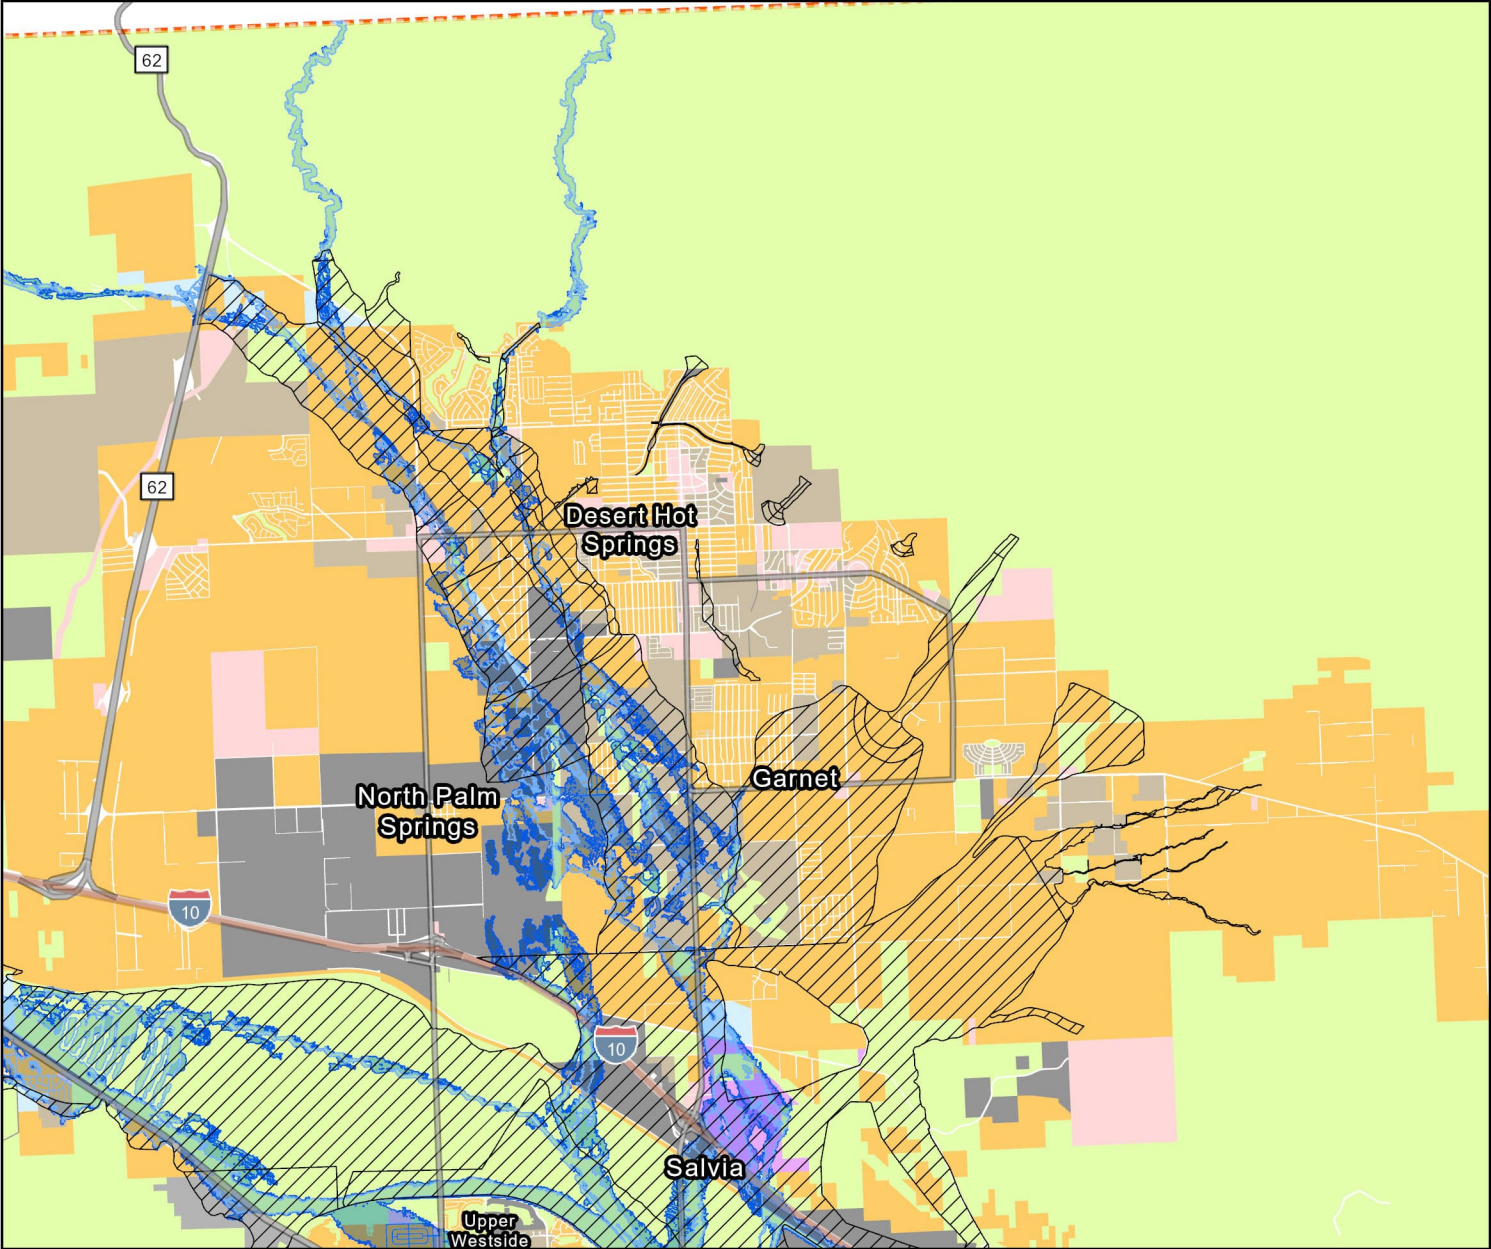 62
62
Desert Hot
Springs
Garnet
North Palm
Springs
10
10
Salvia
Upper
Westside